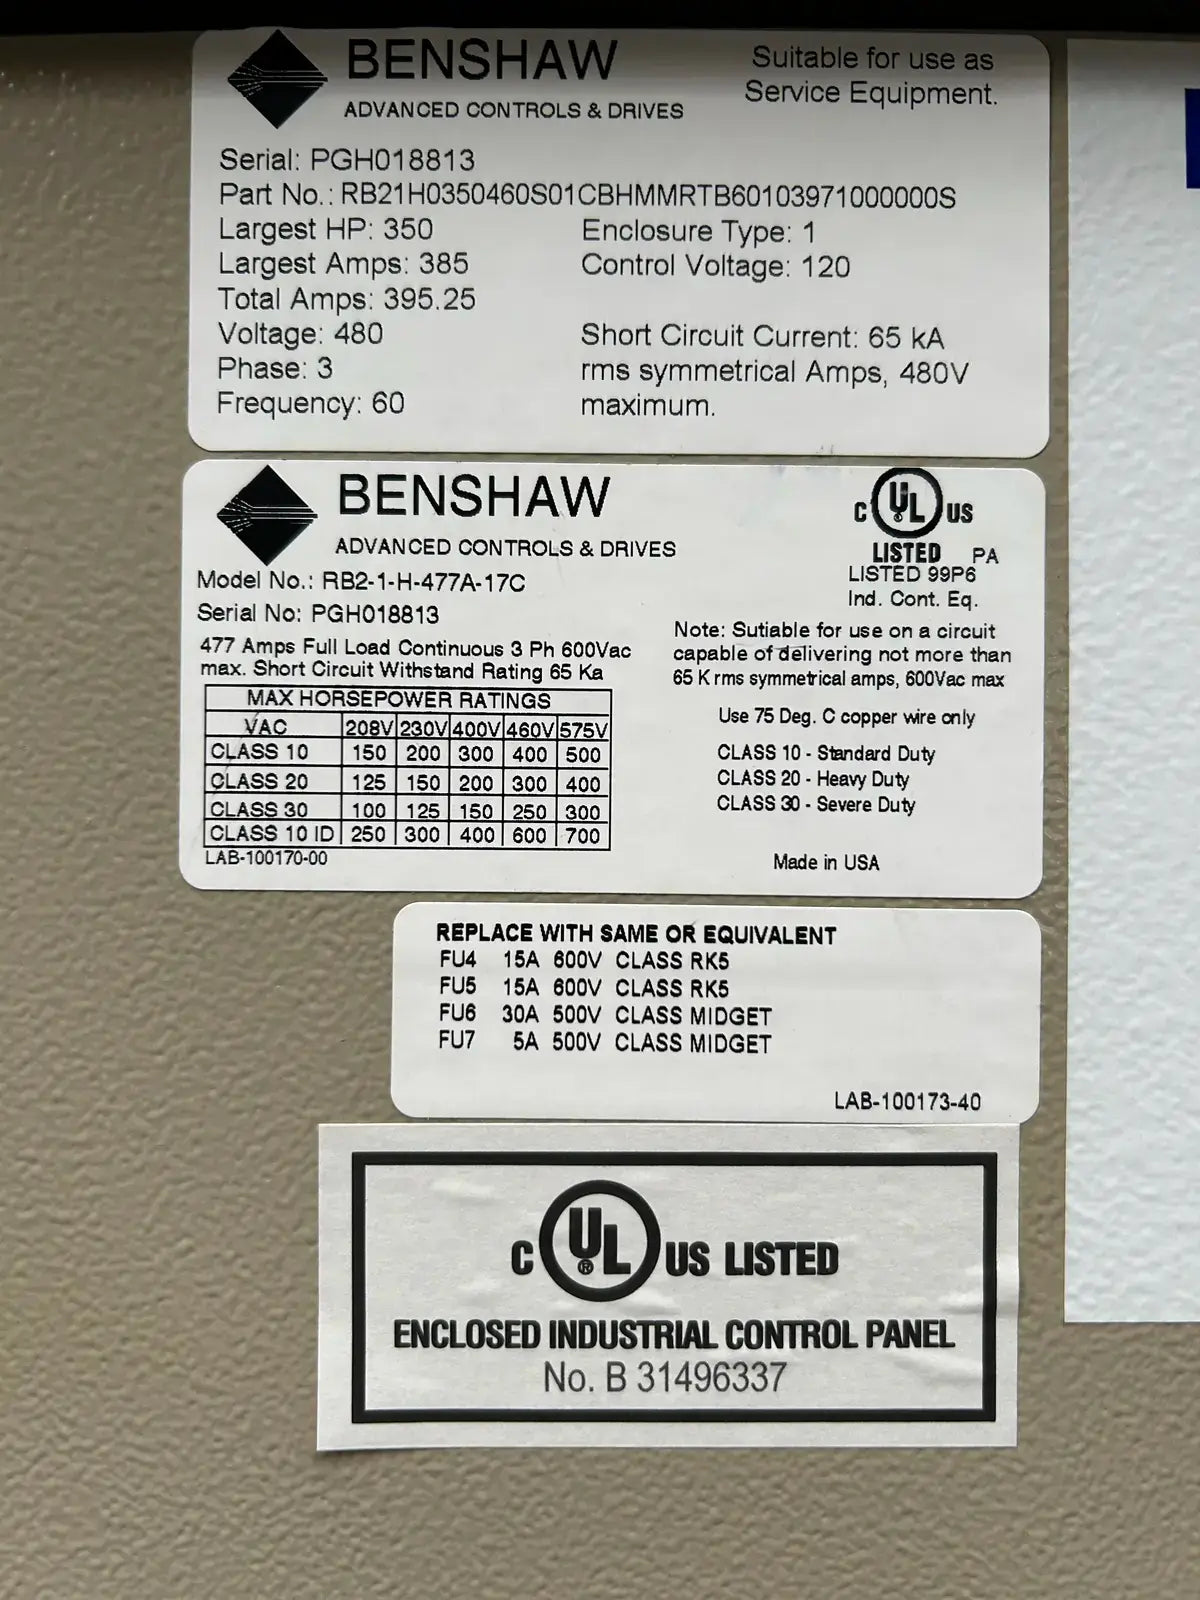 BENSHAW
ADVANCED CONTROLS & DRIVES
Suitable for use as
Service Equipment.
Serial: PGH018813
Part No.: RB21H0350460S01CBHMMRTB60103971000000S
Largest HP: 350
Enclosure Type: 1
Largest Amps: 385
Control Voltage: 120
Total Amps: 395.25
Voltage: 480
Phase: 3
Frequency: 60
Short Circuit Current: 65 kA
rms symmetrical Amps, 480V
maximum.
BENSHAW
ADVANCED CONTROLS & DRIVES
C UL US
LISTED PA
LISTED 99P6
Ind. Cont. Eq.
Model No.: RB2-1-H-477A-17C
Serial No: PGH018813
477 Amps Full Load Continuous 3 Ph 600Vac
max. Short Circuit Withstand Rating 65 Ka
MAX HORSEPOWER RATINGS
VAC 208V 230V 400V 460V 575V
CLASS 10 150 200 300 400 500
CLASS 20 125 150 200 300 400
CLASS 30 100 125 150 250 300
CLASS 10 ID 250 300 400 600 700
LAB-100170-00
Note: Sutiable for use on a circuit
capable of delivering not more than
65 K rms symmetrical amps, 600Vac max
Use 75 Deg. C copper wire only
CLASS 10 - Standard Duty
CLASS 20 - Heavy Duty
CLASS 30 - Severe Duty
Made in USA
REPLACE WITH SAME OR EQUIVALENT
FU4 15A 600V CLASS RK5
FU5 15A 600V CLASS RK5
FU6 30A 500V CLASS MIDGET
FU7 5A 500V CLASS MIDGET
LAB-100173-40
C UL® US LISTED
ENCLOSED INDUSTRIAL CONTROL PANEL
No. B 31496337